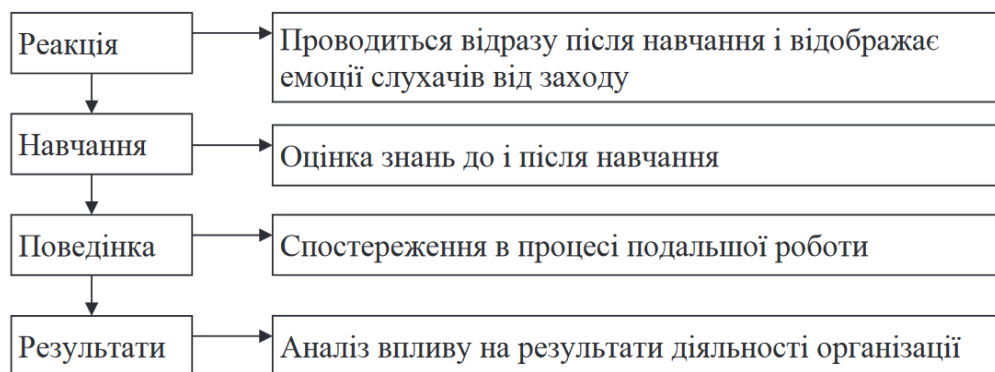 Реакція
Проводиться відразу після навчання і відображає
емоції слухачів від заходу
Навчання
Оцінка знань до і після навчання
Поведінка
Спостереження в процесі подальшої роботи
Результати
Аналіз впливу на результати діяльності організації